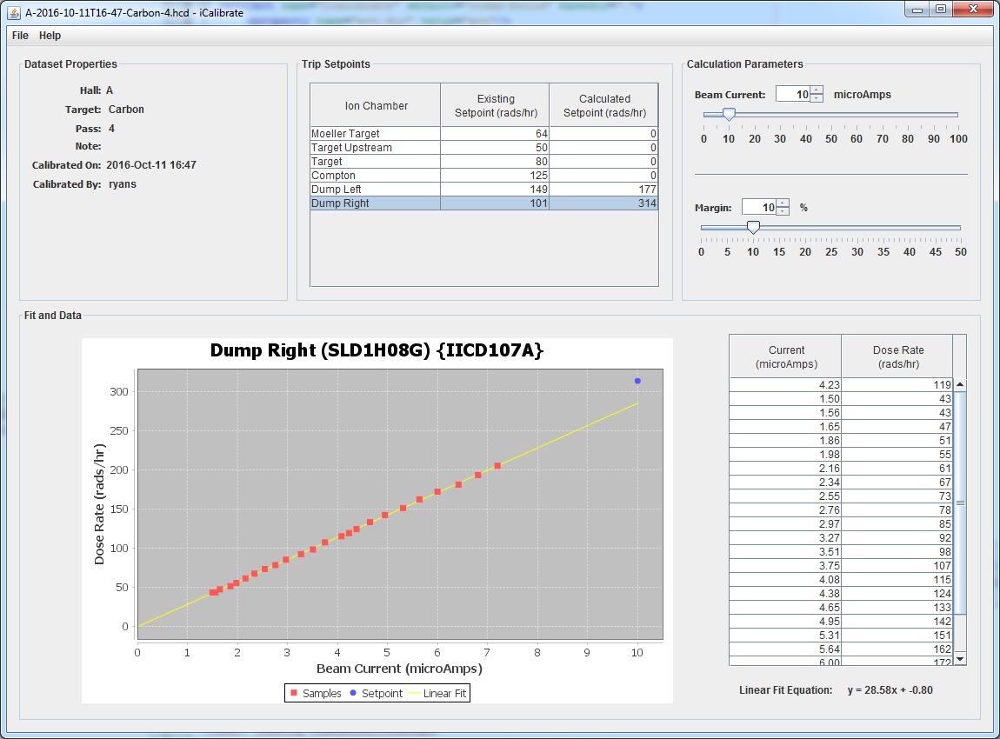 A-2016-10-11T16-47-Carbon-4.hcd - iCalibrate
File Help
Dataset Properties
Hall: A
Target: Carbon
Pass: 4
Note:
Calibrated On: 2016-Oct-11 16:47
Calibrated By: ryans
Trip Setpoints
Ion Chamber Existing Setpoint (rads/hr) Calculated Setpoint (rads/hr)
Moeller Target 64 0
Target Upstream 50 0
Target 80 0
Compton 125 0
Dump Left 149 177
Dump Right 101 314
Calculation Parameters
Beam Current: 10 microAmps
0 10 20 30 40 50 60 70 80 90 100
Margin: 10 %
0 5 10 15 20 25 30 35 40 45 50
Fit and Data
Dump Right (SLD1H08G) {IICD107A}
Dose Rate (rads/hr)
300
250
200
150
100
50
0
0 1 2 3 4 5 6 7 8 9 10
Beam Current (microAmps)
Samples Setpoint Linear Fit
Current (microAmps) Dose Rate (rads/hr)
4.23 119
1.50 43
1.56 43
1.65 47
1.86 51
1.98 55
2.16 61
2.34 67
2.55 73
2.76 78
2.97 85
3.27 92
3.51 98
3.75 107
4.08 115
4.38 124
4.65 133
4.95 142
5.31 151
5.64 162
6.00 172
Linear Fit Equation: y = 28.58x + -0.80